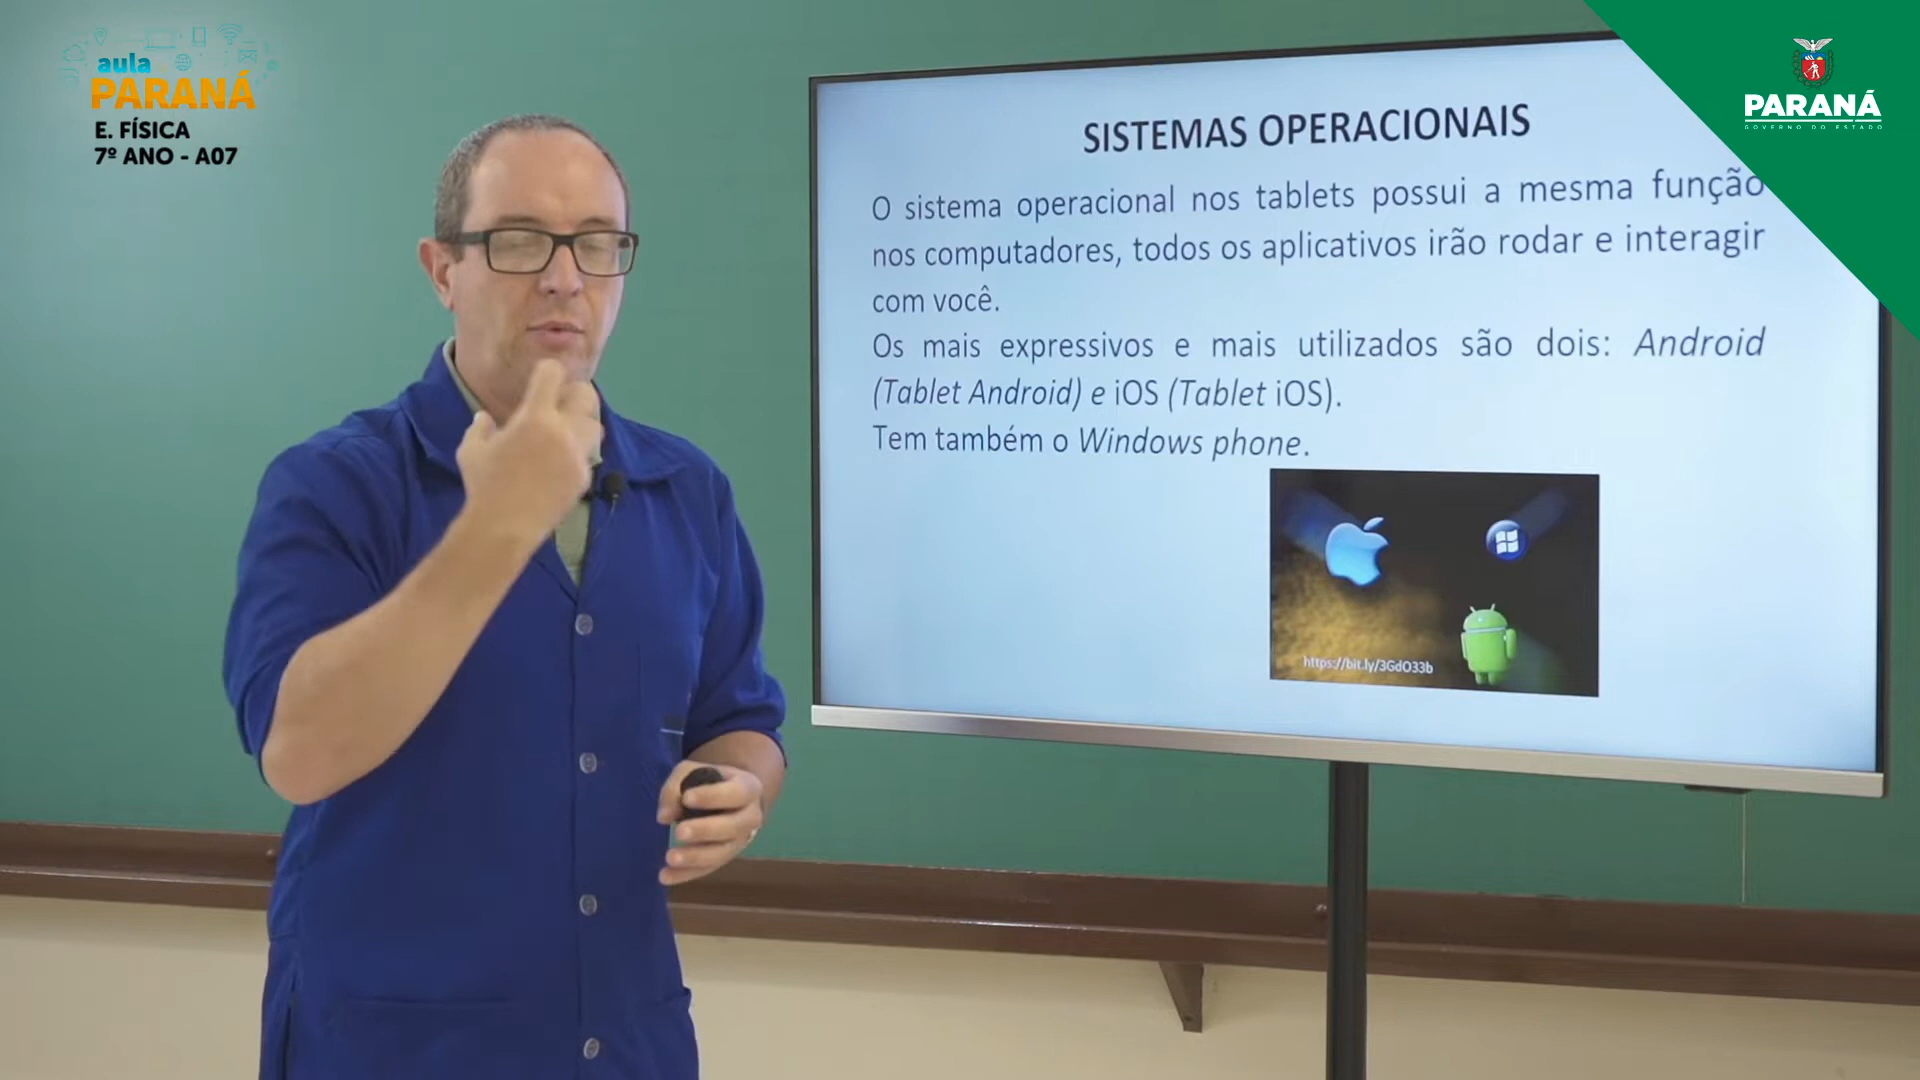 aula
PARANÁ
E. FÍSICA
7º ANO - A07
PARANÁ
GOVERNO DO ESTADO
SISTEMAS OPERACIONAIS
O sistema operacional nos tablets possui a mesma função
nos computadores, todos os aplicativos irão rodar e interagir
com você.
Os mais expressivos e mais utilizados são dois: Android
(Tablet Android) e iOS (Tablet iOS).
Tem também o Windows phone.
https://bit.ly/3GdO33b